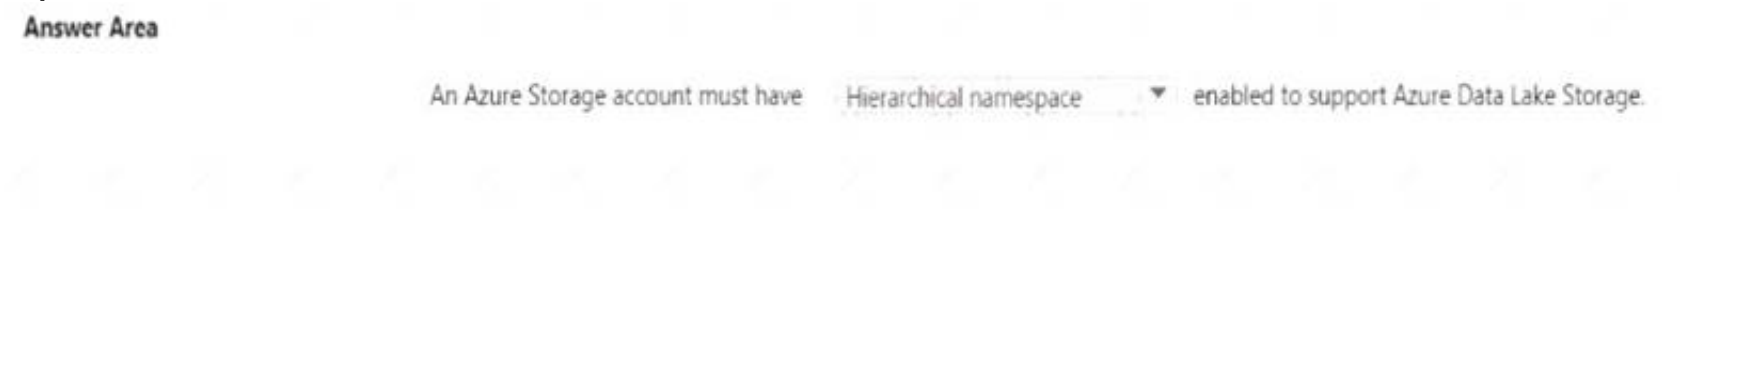 Answer Area
An Azure Storage account must have Hierarchical namespace enabled to support Azure Data Lake Storage.